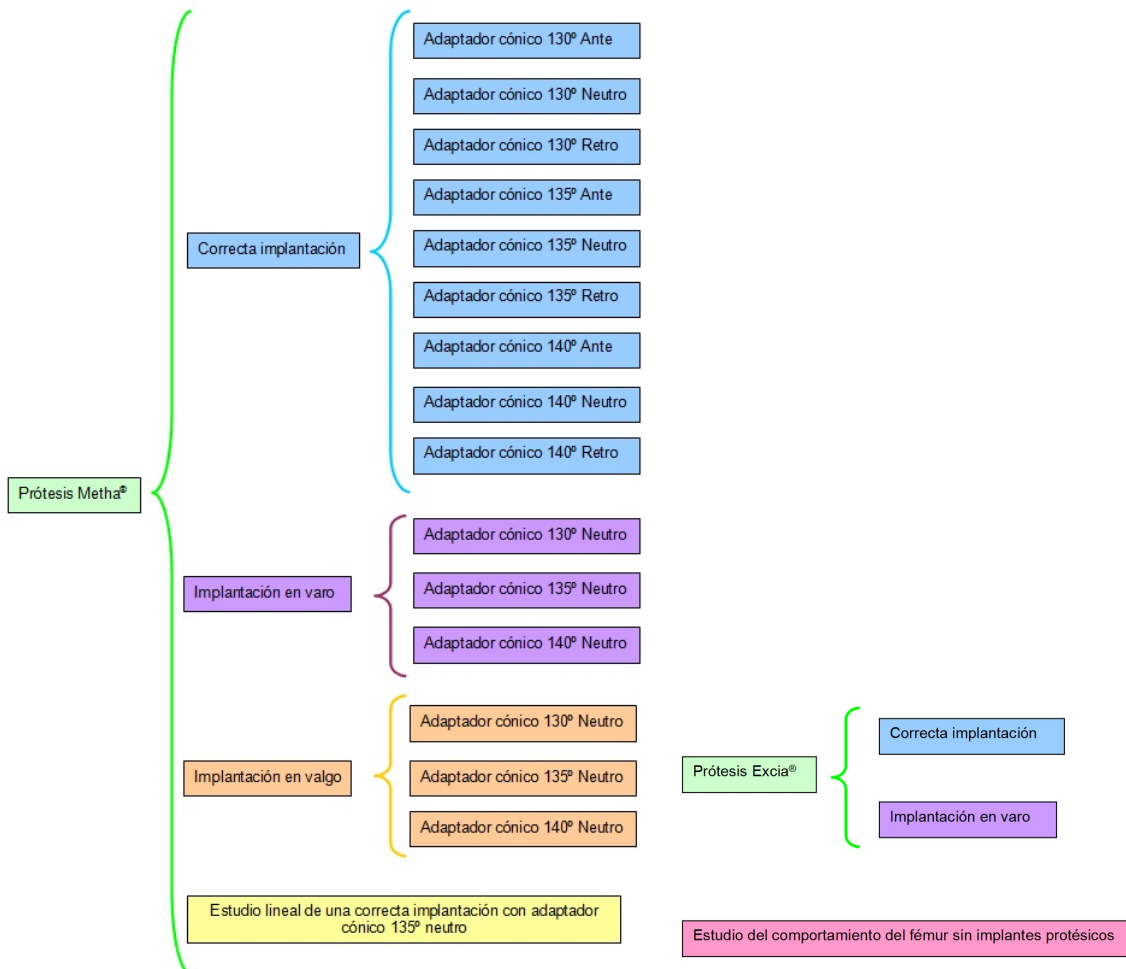 Prótesis Metha®
Correcta implantación
Adaptador cónico 130º Ante
Adaptador cónico 130º Neutro
Adaptador cónico 130º Retro
Adaptador cónico 135º Ante
Adaptador cónico 135º Neutro
Adaptador cónico 135º Retro
Adaptador cónico 140º Ante
Adaptador cónico 140º Neutro
Adaptador cónico 140º Retro
Implantación en varo
Adaptador cónico 130º Neutro
Adaptador cónico 135º Neutro
Adaptador cónico 140º Neutro
Implantación en valgo
Adaptador cónico 130º Neutro
Adaptador cónico 135º Neutro
Adaptador cónico 140º Neutro
Estudio lineal de una correcta implantación con adaptador
cónico 135º neutro
Prótesis Excia®
Correcta implantación
Implantación en varo
Estudio del comportamiento del fémur sin implantes protésicos